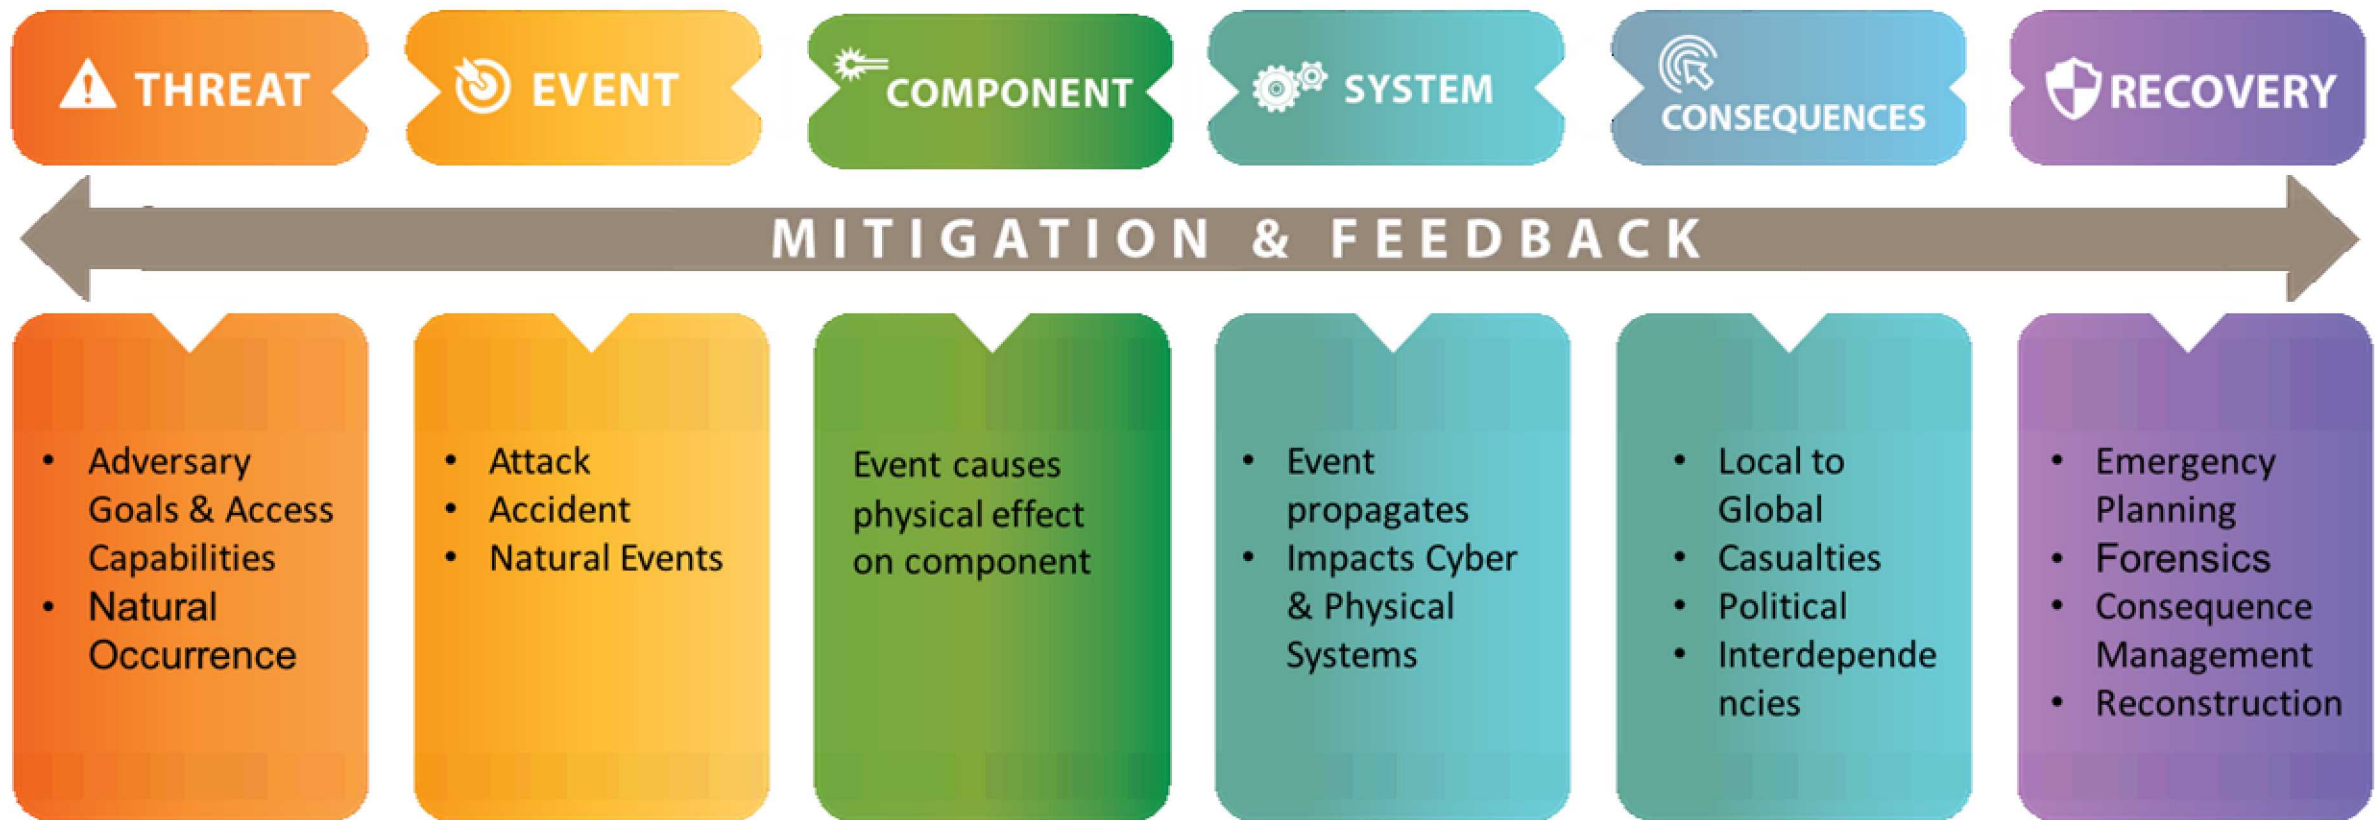 THREAT
EVENT
COMPONENT
SYSTEM
CONSEQUENCES
RECOVERY
MITIGATION & FEEDBACK
• Adversary
Goals & Access
Capabilities
• Natural
Occurrence
• Attack
• Accident
• Natural Events
Event causes
physical effect
on component
• Event
propagates
• Impacts Cyber
& Physical
Systems
• Local to
Global
• Casualties
• Political
• Interdepende
ncies
• Emergency
Planning
• Forensics
• Consequence
Management
• Reconstruction